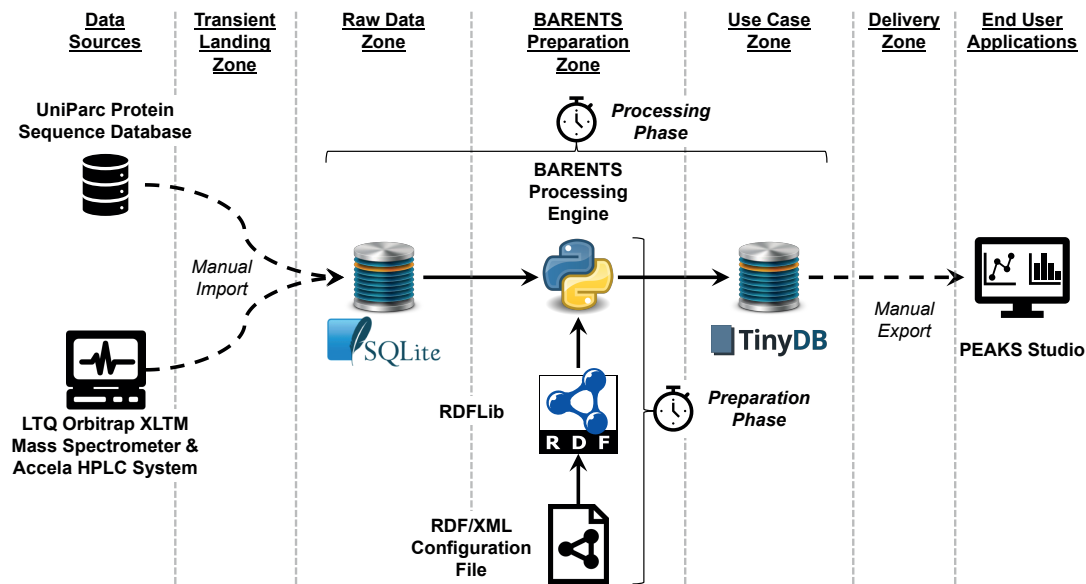 Data
Sources
Transient
Landing
Zone
Raw Data
Zone
BARENTS
Preparation
Zone
Use Case
Zone
Delivery
Zone
End User
Applications
UniParc Protein
Sequence Database
Processing
Phase
BARENTS
Processing
Engine
Manual
Import
SQLite
TinyDB
Manual
Export
PEAKS Studio
LTQ Orbitrap XLTM
Mass Spectrometer &
Accela HPLC System
RDFLib
RDF
Preparation
Phase
RDF/XML
Configuration
File